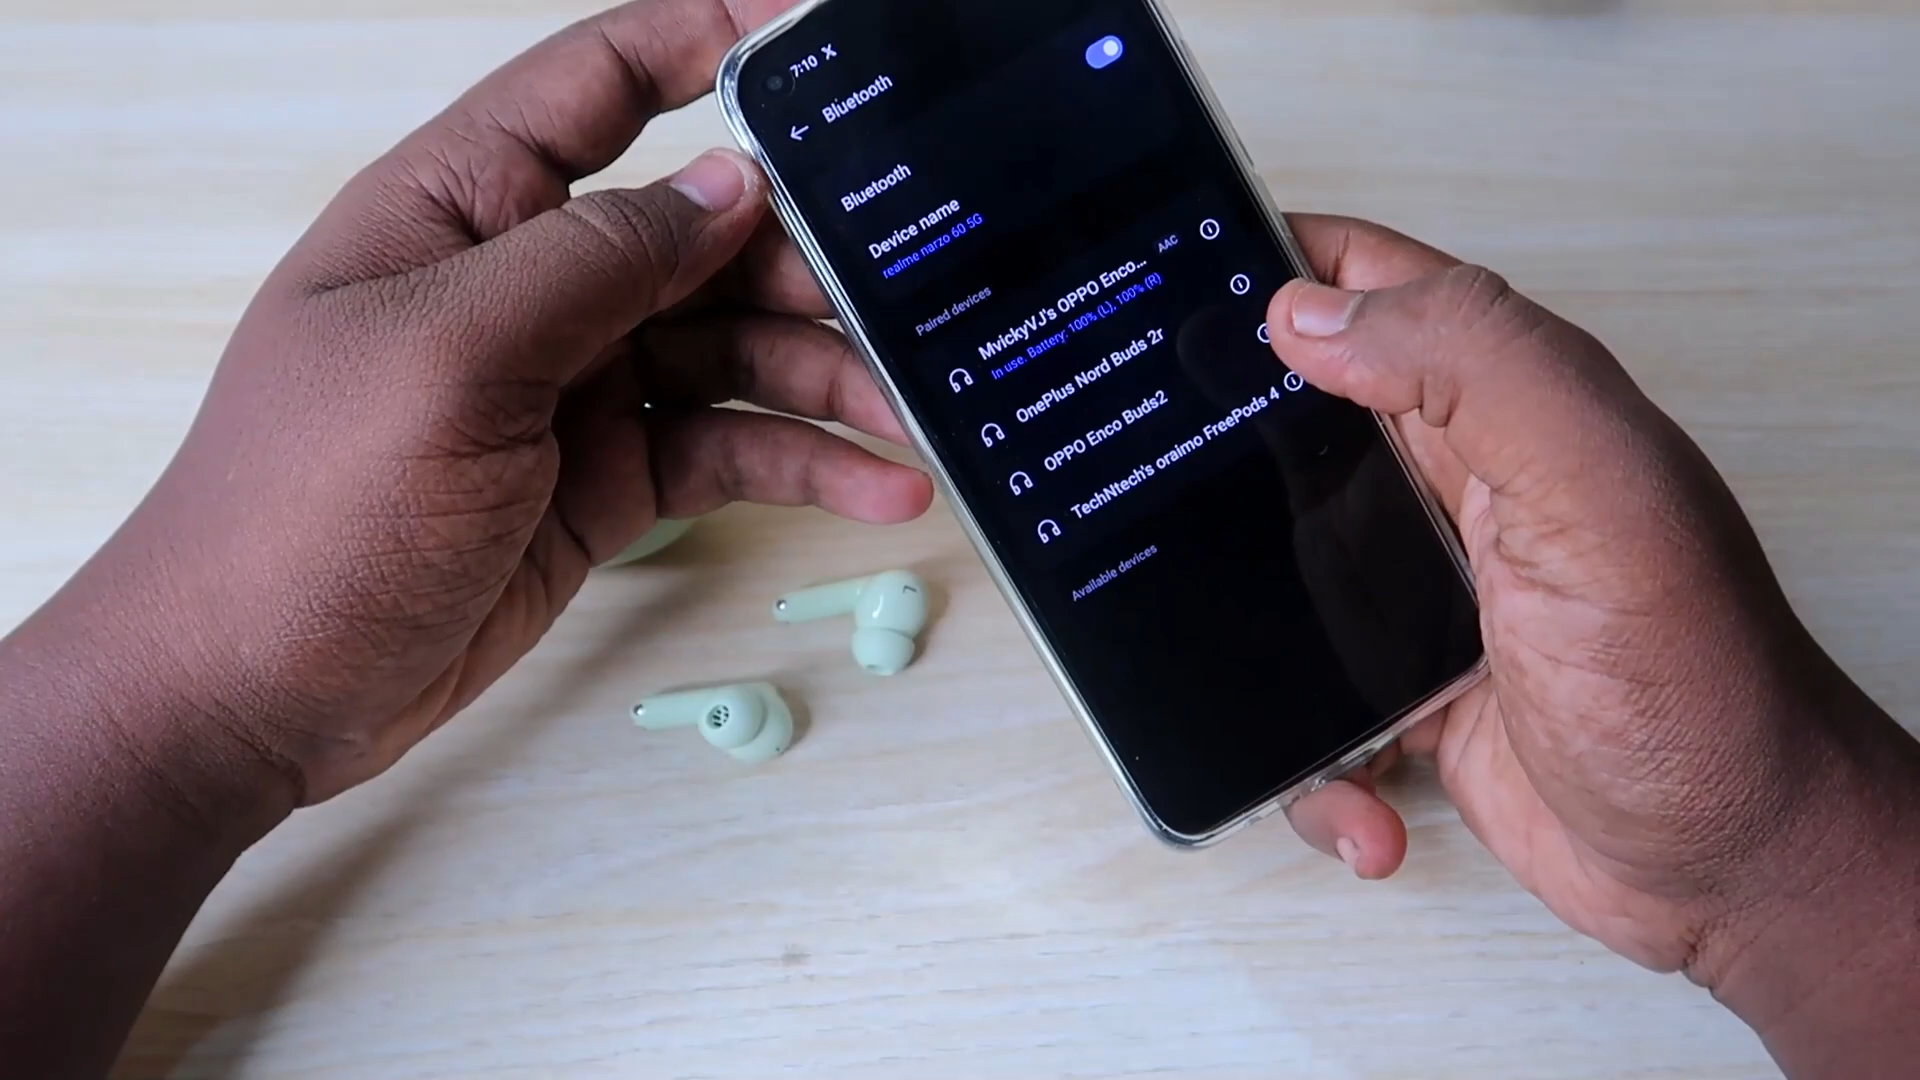 7:10 X
Bluetooth
Bluetooth
Device name
realme narzo 60 5G
Paired devices
MvickyVJ's OPPO Enco... AAC
In use. Battery: 100% (L), 100% (R)
OnePlus Nord Buds 2r
OPPO Enco Buds2
TechNtech's oraimo FreePods 4
Available devices
L